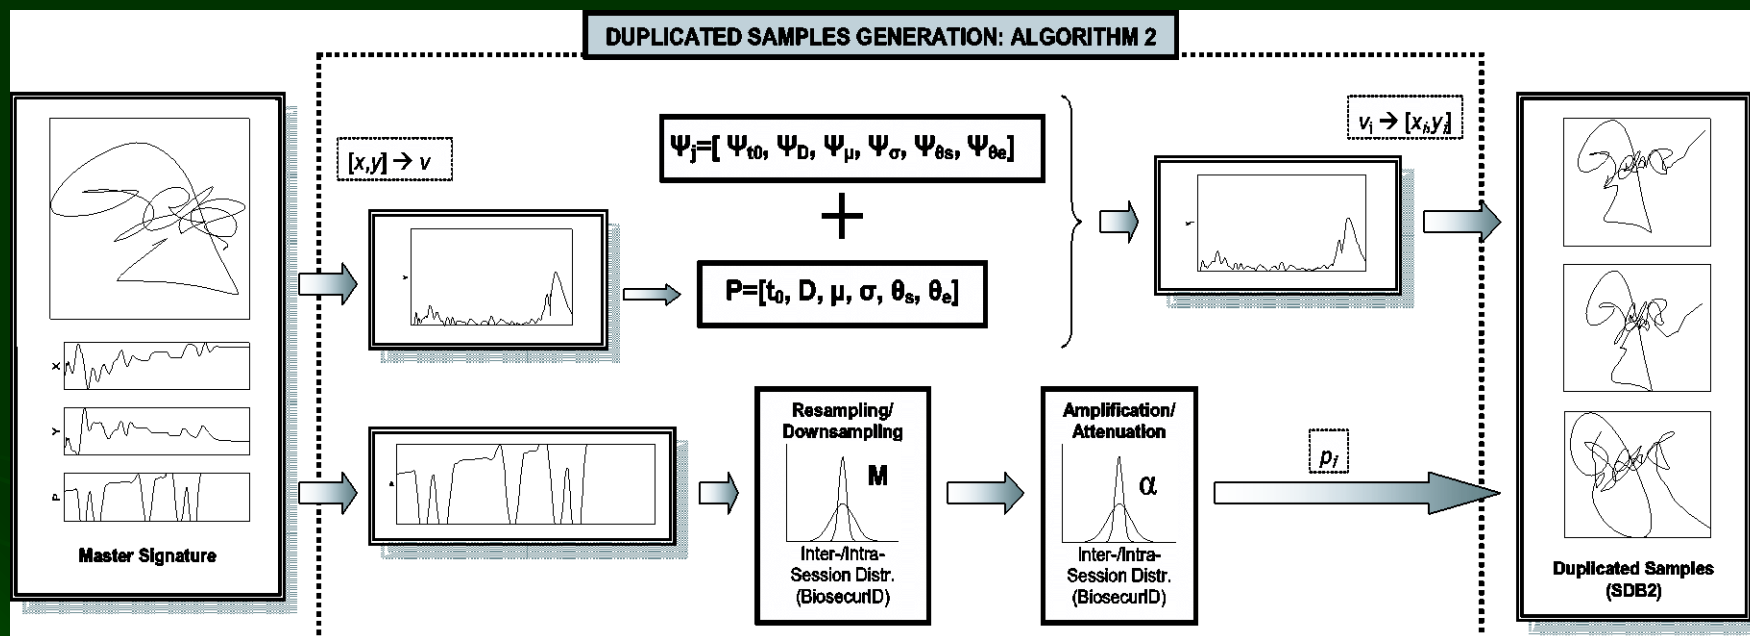 DUPLICATED SAMPLES GENERATION: ALGORITHM 2
[x,y] → v
Ψj=[ Ψt0, ΨD, Ψμ, Ψσ, Ψθs, Ψθe]
+
P=[t0, D, μ, σ, θs, θe]
vi → [xi,yi]
X
Y
P
Master Signature
Resampling/
Downsampling
M
Inter-/Intra-
Session Distr.
(BiosecurID)
Amplification/
Attenuation
α
Inter-/Intra-
Session Distr.
(BiosecurID)
pi
Duplicated Samples
(SDB2)